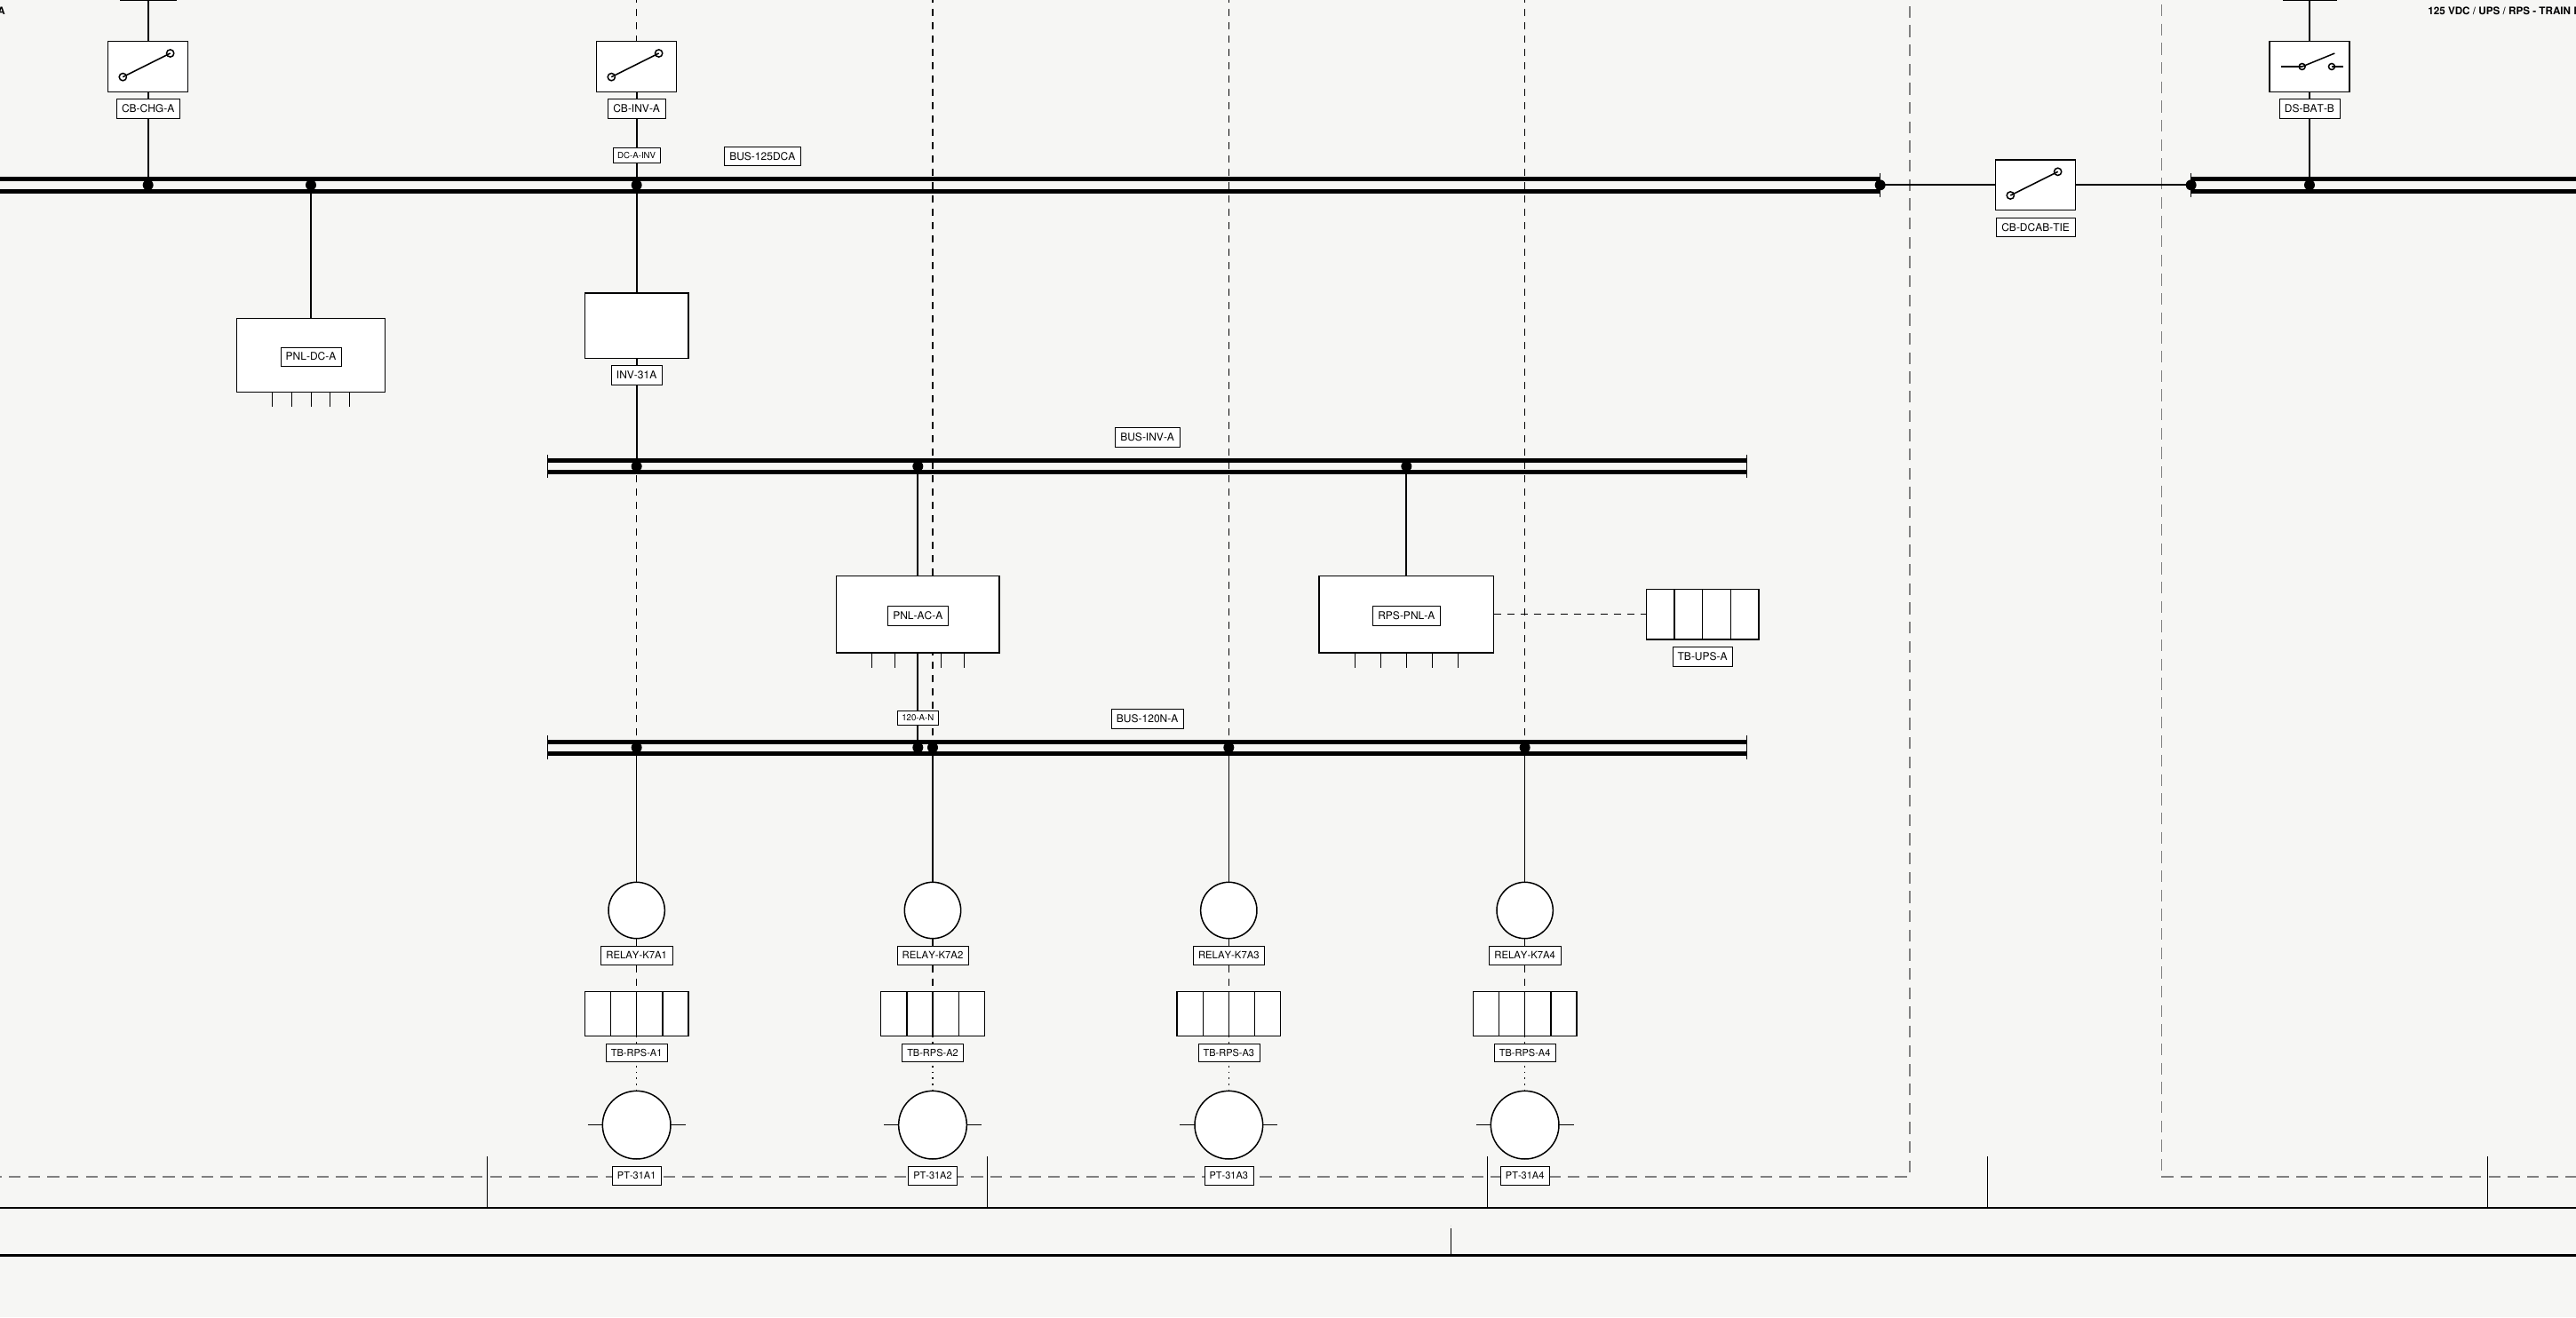 A
125 VDC / UPS / RPS - TRAIN
CB-CHG-A
CB-INV-A
DS-BAT-B
DC-A-INV
BUS-125DCA
CB-DCAB-TIE
PNL-DC-A
INV-31A
BUS-INV-A
PNL-AC-A
RPS-PNL-A
TB-UPS-A
120-A-N
BUS-120N-A
RELAY-K7A1
RELAY-K7A2
RELAY-K7A3
RELAY-K7A4
TB-RPS-A1
TB-RPS-A2
TB-RPS-A3
TB-RPS-A4
PT-31A1
PT-31A2
PT-31A3
PT-31A4